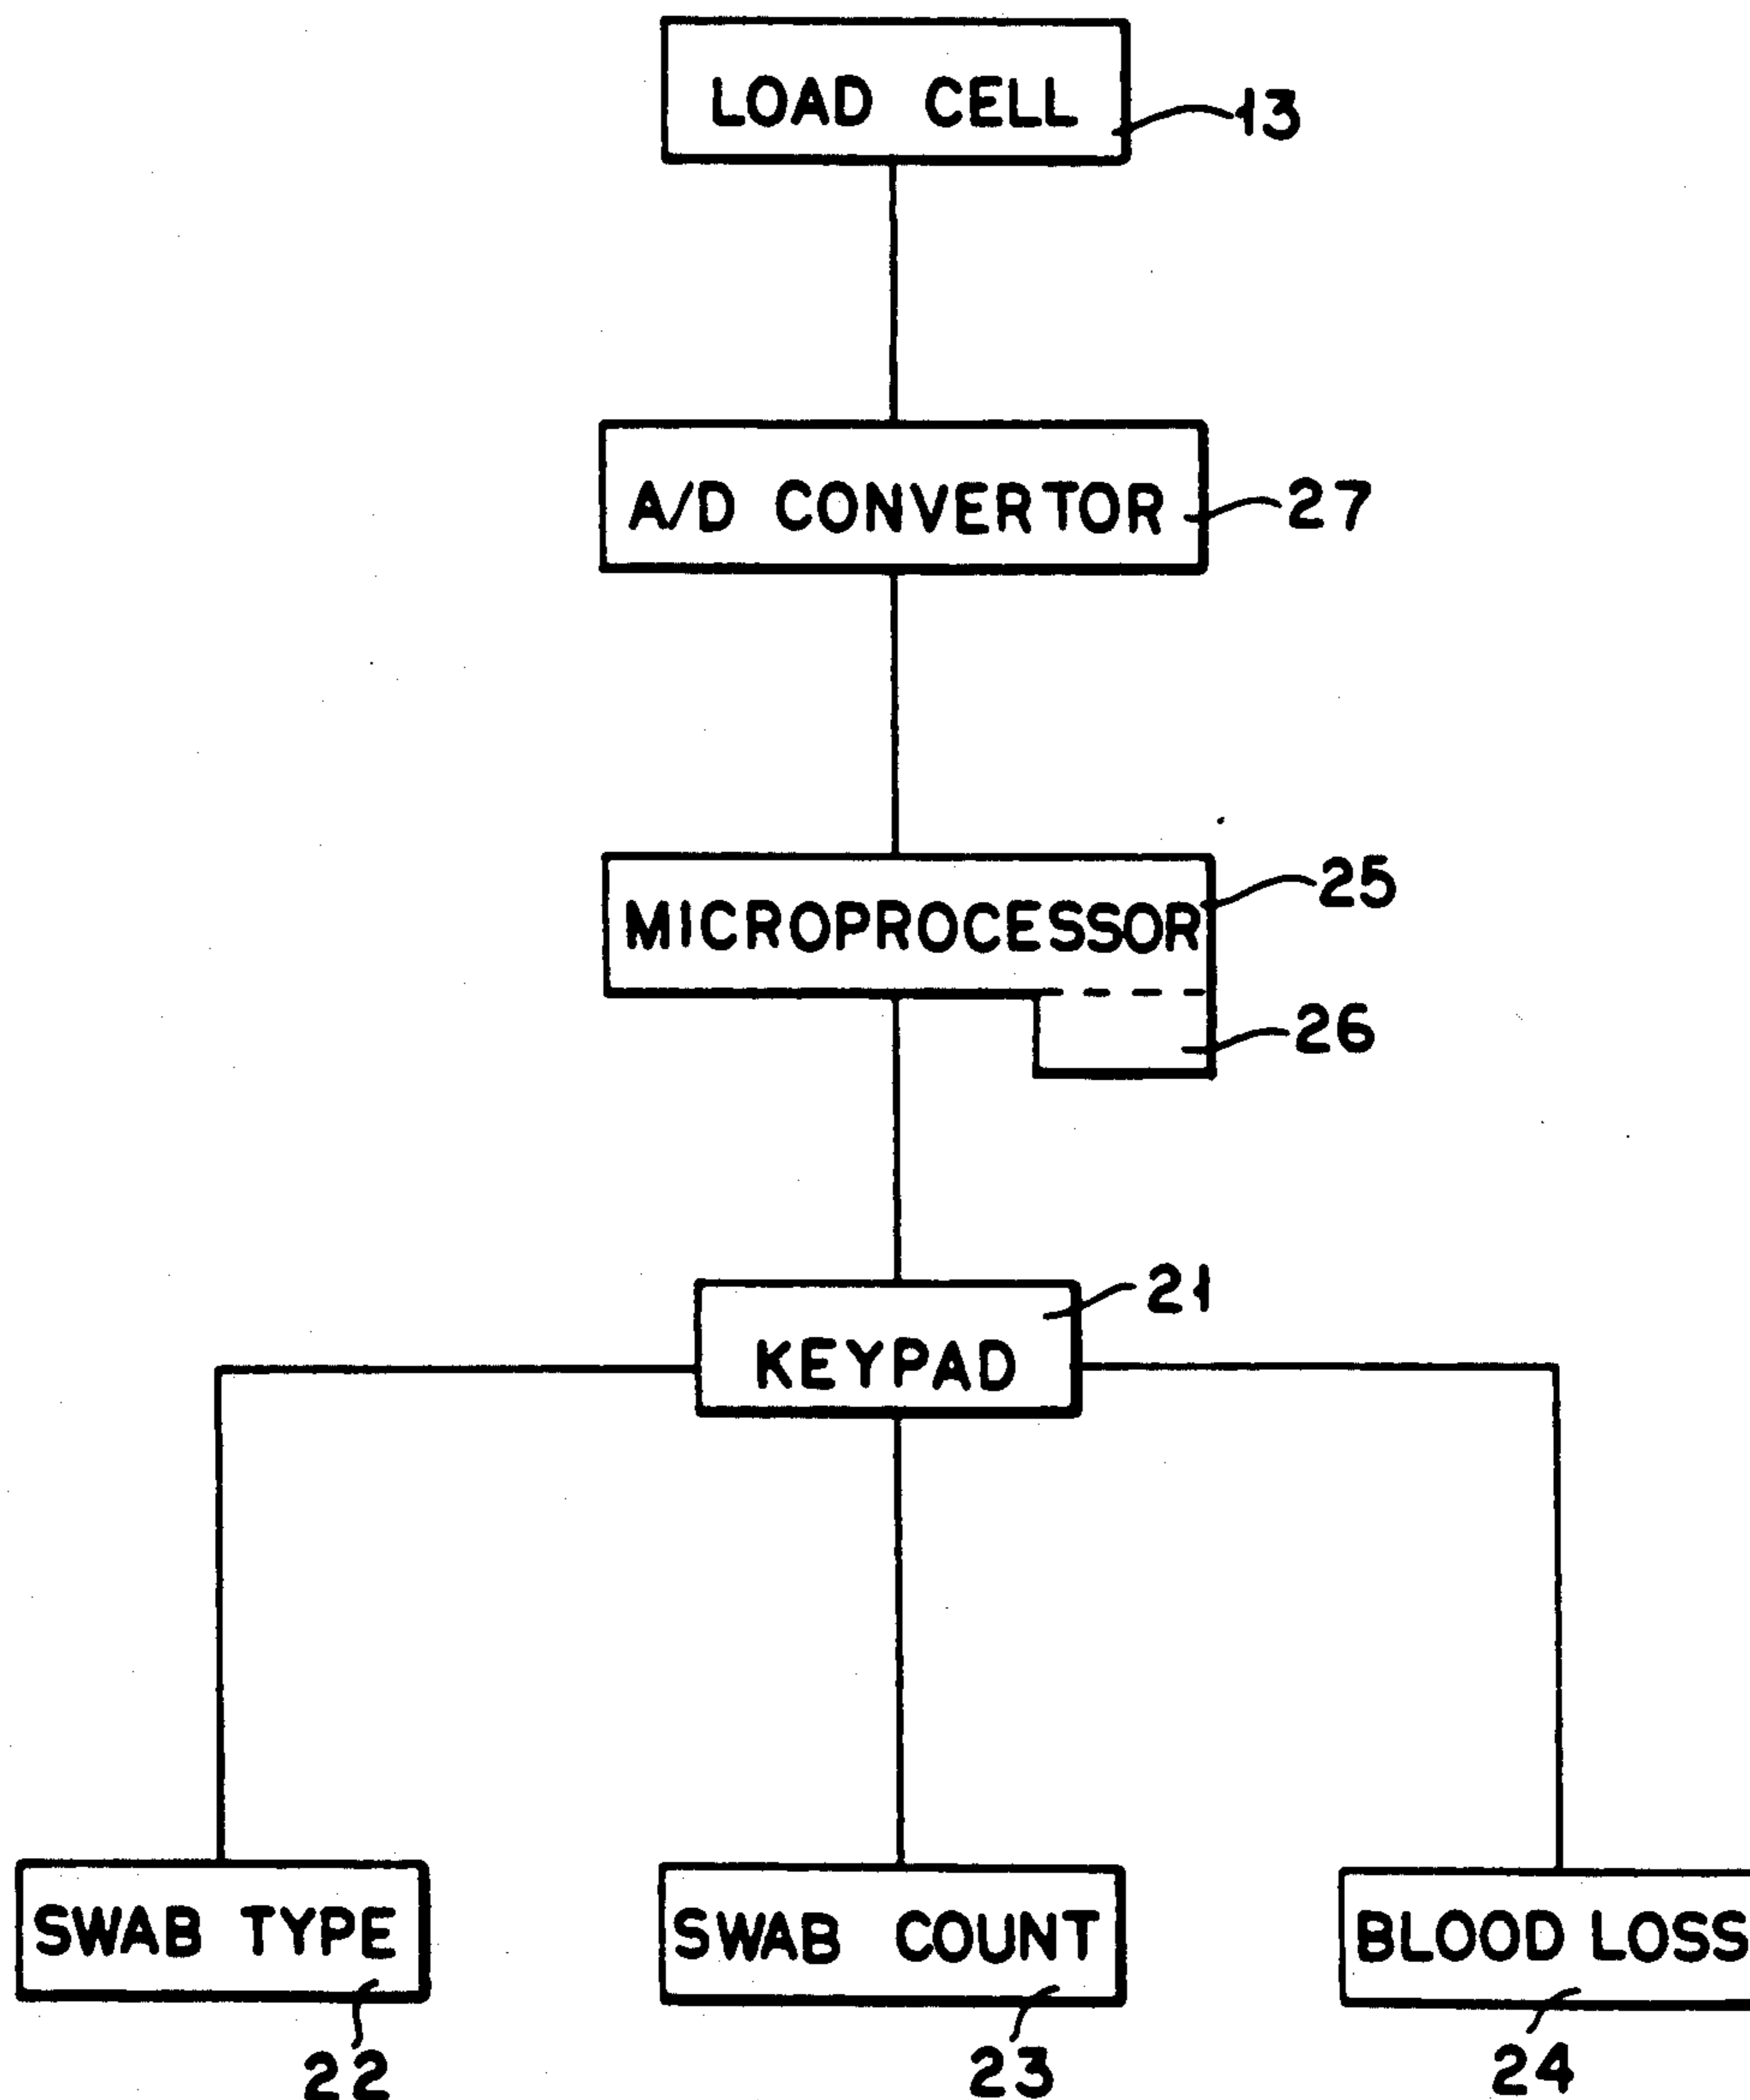 LOAD CELL
13
A/D CONVERTOR
27
MICROPROCESSOR
25
26
21
KEYPAD
SWAB TYPE
SWAB COUNT
BLOOD LOSS
22
23
24